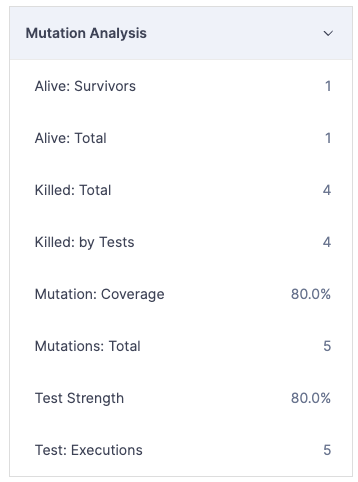 Mutation Analysis
Alive: Survivors 1
Alive: Total 1
Killed: Total 4
Killed: by Tests 4
Mutation: Coverage 80.0%
Mutations: Total 5
Test Strength 80.0%
Test: Executions 5